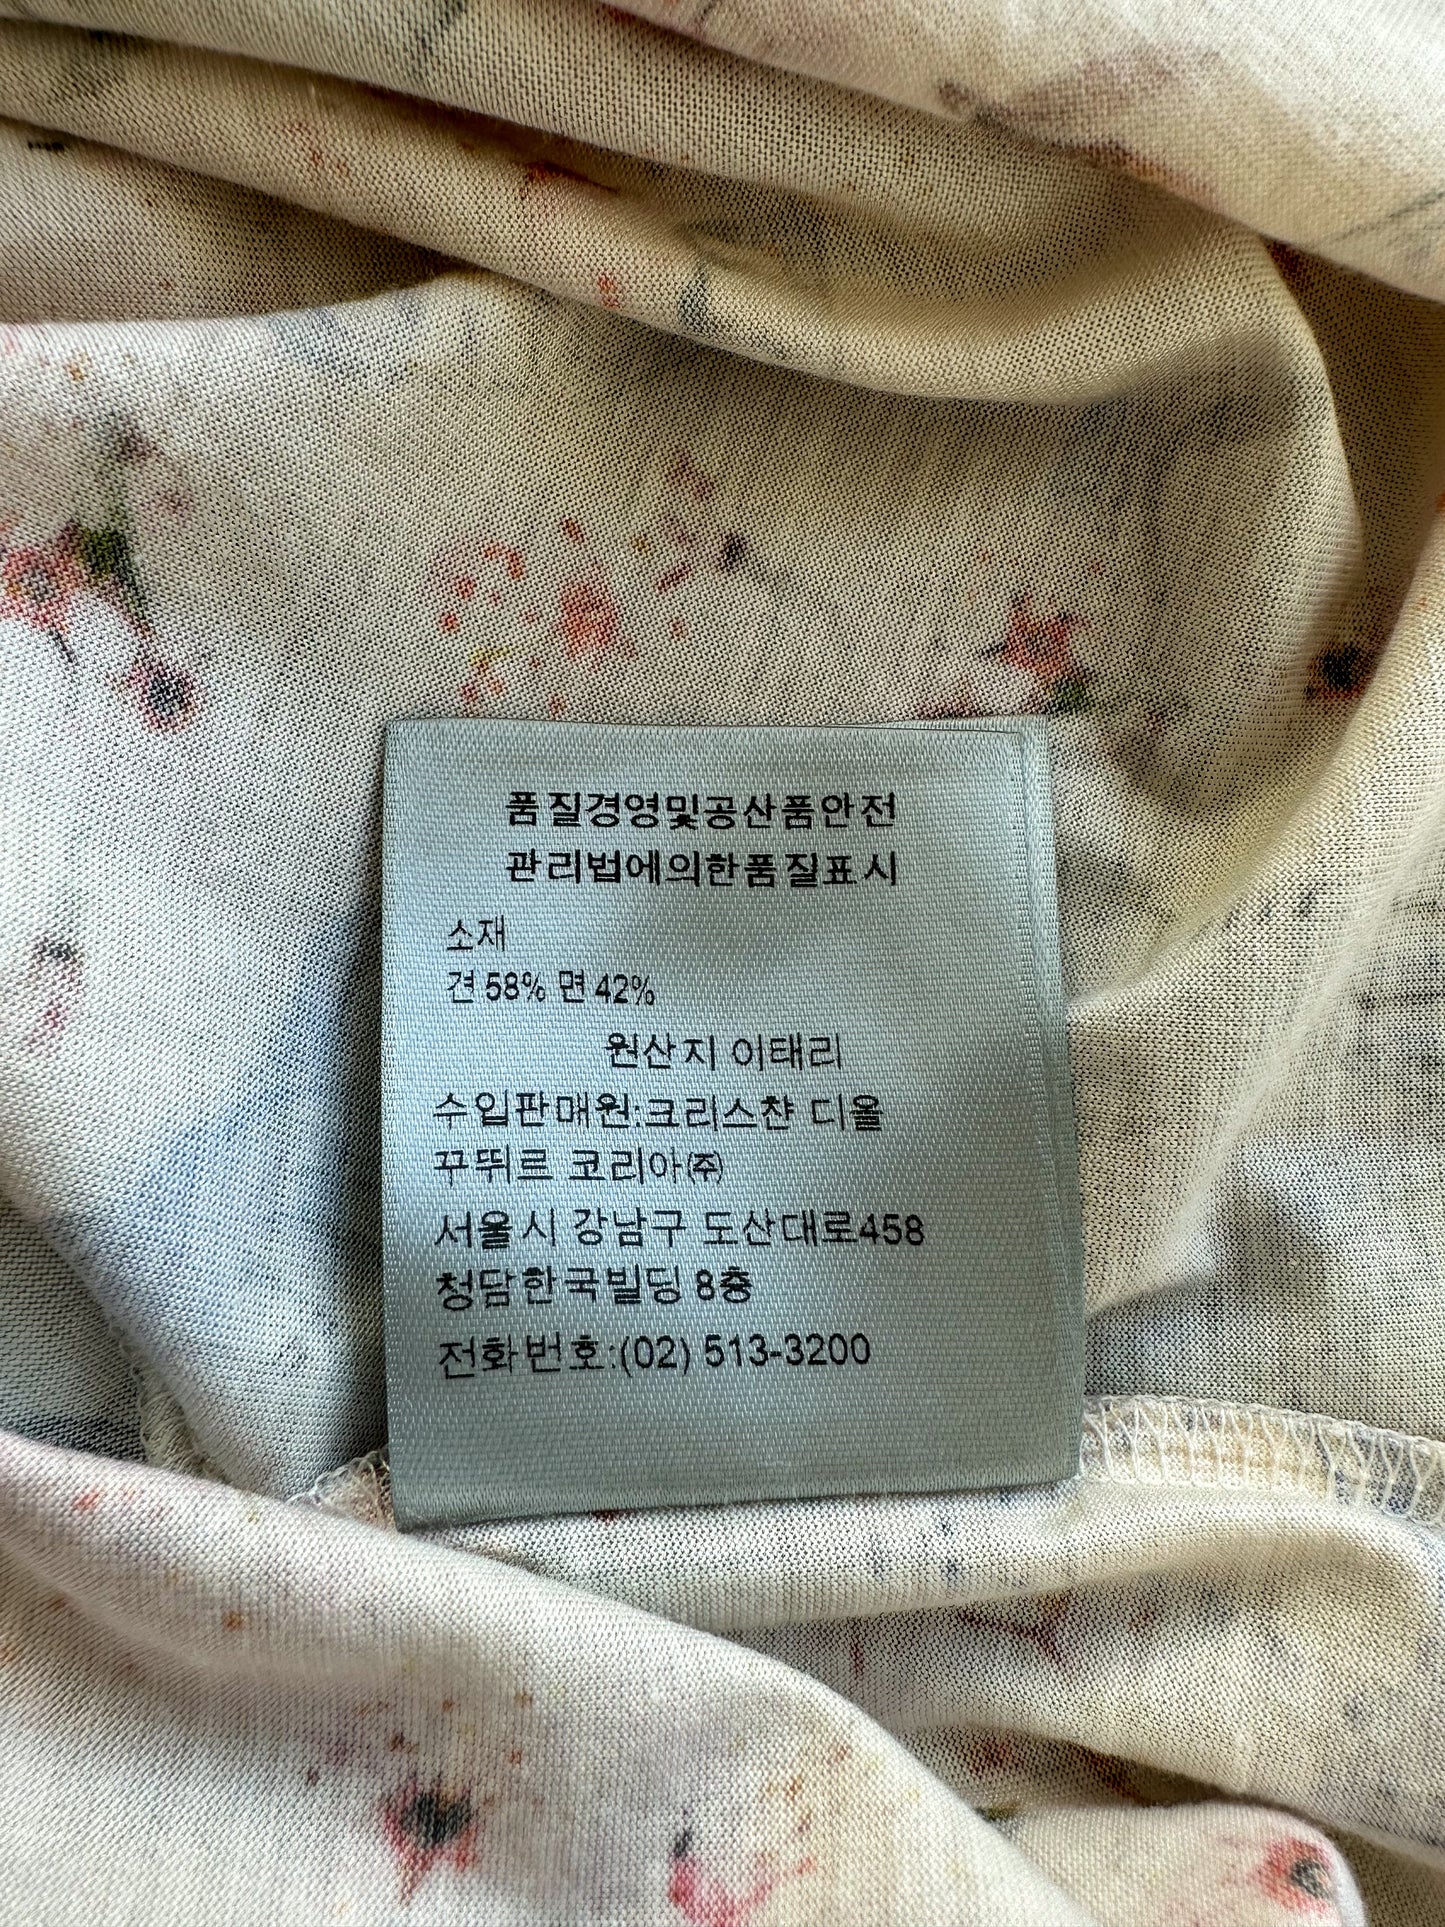 품질경영및공산품안전
관리법에의한품질표시
소재
견 58% 면 42%
원산지 이태리
수입판매원:크리스챤 디올
꾸뛰르 코리아㈜
서울시 강남구 도산대로458
청담한국빌딩 8층
전화번호:(02) 513-3200